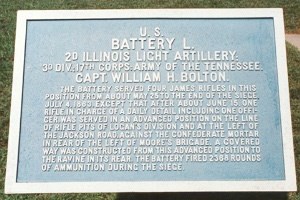 U.S.
BATTERY L.
2D ILLINOIS LIGHT ARTILLERY;
3D DIV. 17TH CORPS: ARMY OF THE TENNESSEE.
CAPT. WILLIAM H. BOLTON.
THE BATTERY SERVED FOUR JAMES RIFLES IN THIS
POSITION FROM ABOUT MAY 25, TO THE END OF THE SIEGE,
JULY 4, 1863, EXCEPT THAT, AFTER ABOUT JUNE 15, ONE
RIFLE IN CHARGE OF A DAILY DETAIL INCLUDING ONE OFFI-
CER WAS SERVED IN AN ADVANCED POSITION ON THE LINE
OF RIFLE PITS OF LOGAN'S DIVISION AND AT THE LEFT OF
THE JACKSON ROAD AGAINST THE CONFEDERATE MORTAR
IN REAR OF THE LEFT OF MOORE'S BRIGADE. A COVERED
WAY WAS CONSTRUCTED FROM THIS ADVANCED POSITION TO
THE RAVINE IN ITS REAR. THE BATTERY FIRED 2368 ROUNDS
OF AMMUNITION DURING THE SIEGE.